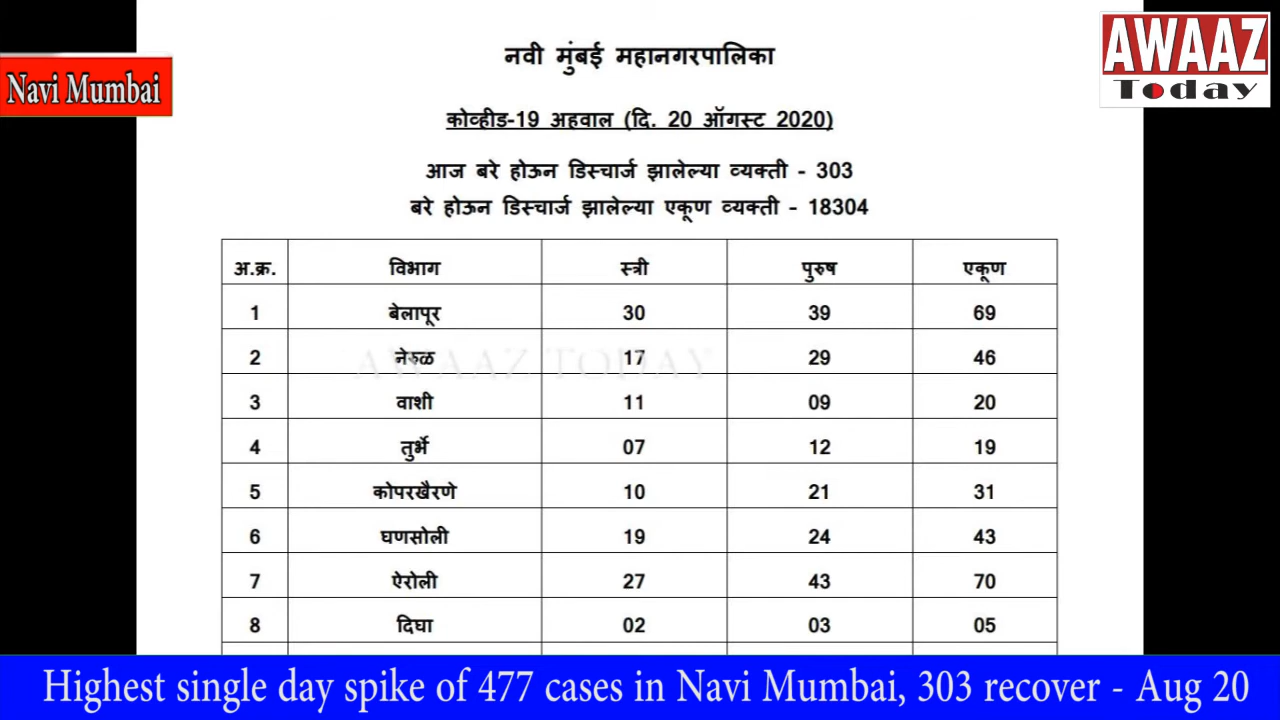 नवी मुंबई महानगरपालिका
AWAAZ
Today
Navi Mumbai
कोव्हीड-19 अहवाल (दि. 20 ऑगस्ट 2020)
आज बरे होऊन डिस्चार्ज झालेल्या व्यक्ती - 303
बरे होऊन डिस्चार्ज झालेल्या एकूण व्यक्ती - 18304
अ.क्र. विभाग स्त्री पुरुष एकूण
1 बेलापूर 30 39 69
2 नेरुळ 17 29 46
AWAAZ TODAY
3 वाशी 11 09 20
4 तुर्भे 07 12 19
5 कोपरखैरणे 10 21 31
6 घणसोली 19 24 43
7 ऐरोली 27 43 70
8 दिघा 02 03 05
Highest single day spike of 477 cases in Navi Mumbai, 303 recover - Aug 20